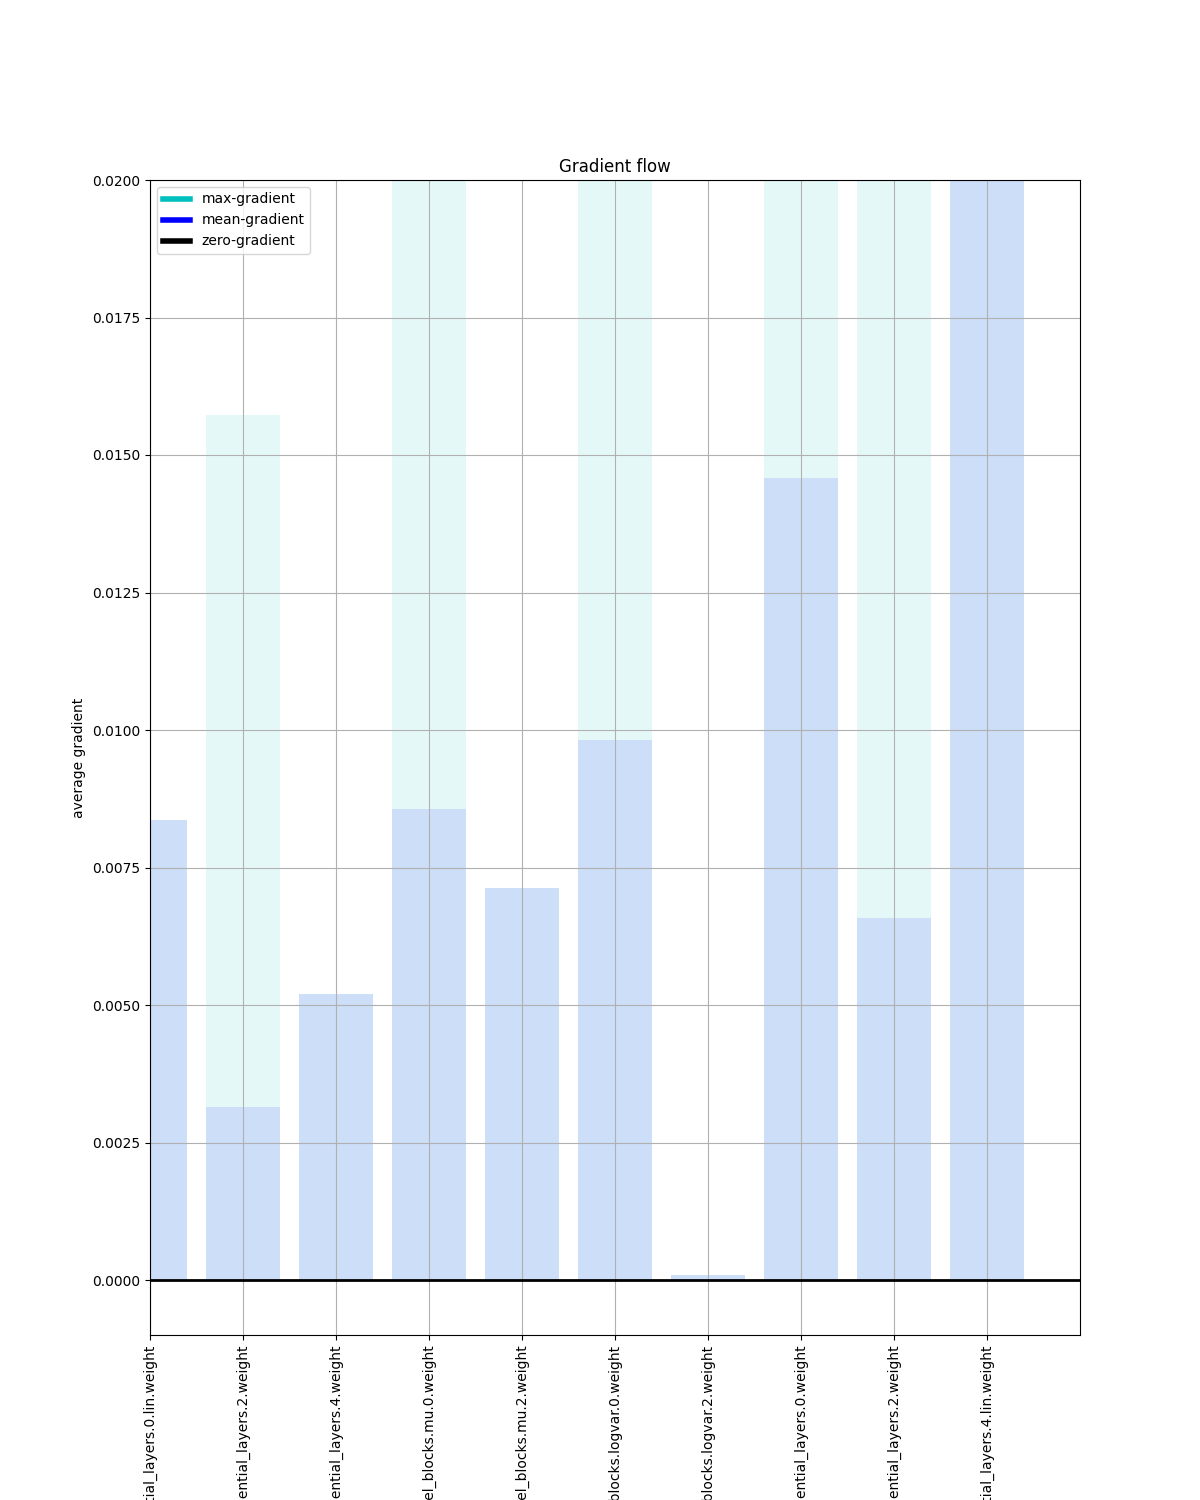 Gradient flow
max-gradient
mean-gradient
zero-gradient
0.0200
0.0175
0.0150
0.0125
0.0100
0.0075
0.0050
0.0025
0.0000
average gradient
tial_layers.0.lin.weight
ential_layers.2.weight
ential_layers.4.weight
el_blocks.mu.0.weight
el_blocks.mu.2.weight
blocks.logvar.0.weight
blocks.logvar.2.weight
ential_layers.0.weight
ential_layers.2.weight
tial_layers.4.lin.weight